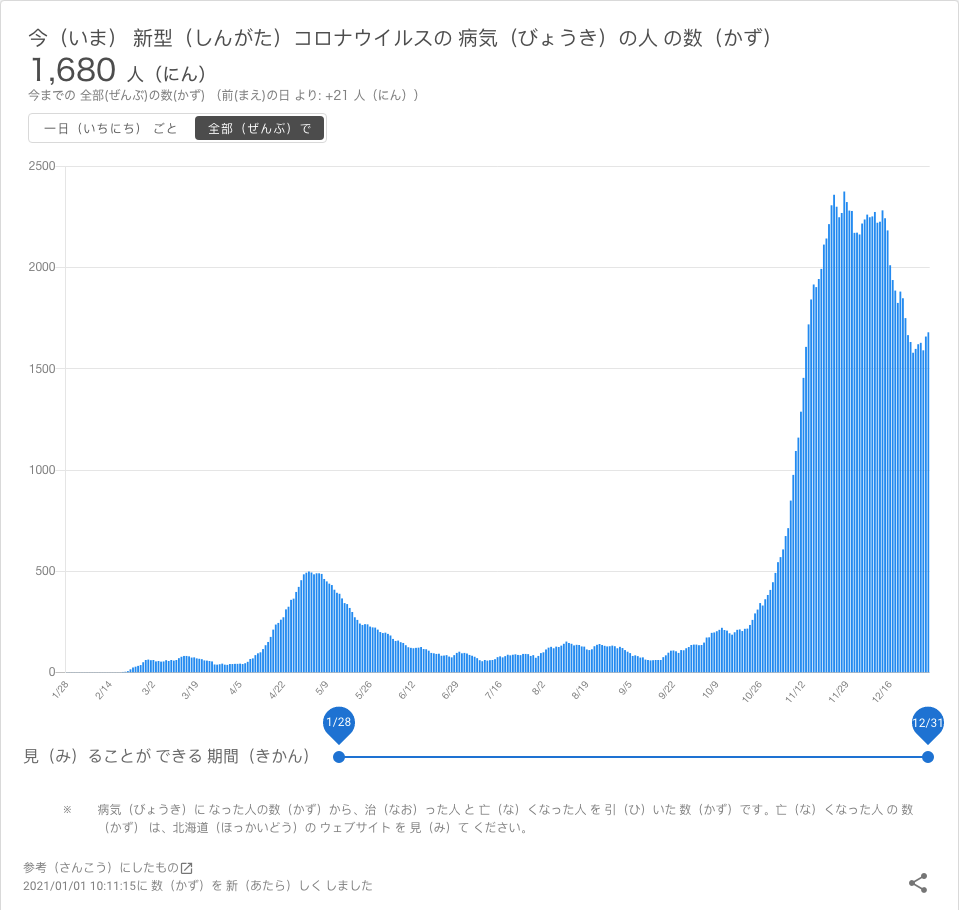 今（いま） 新型（しんがた）コロナウイルスの 病気（びょうき）の人 の数（かず）
1,680 人（にん）
今までの 全部(ぜんぶ)の数(かず) （前(まえ)の日 より: +21 人（にん））
一日（いちにち） ごと 全部（ぜんぶ）で
2500
2000
1500
1000
500
0
1/28 2/14 3/2 3/19 4/5 4/22 5/9 5/26 6/12 6/29 7/16 8/2 8/19 9/5 9/22 10/9 10/26 11/12 11/29 12/16
1/28 12/31
見（み）ることが できる 期間（きかん）
※ 病気（びょうき）に なった人の数（かず）から、治（なお）った人 と 亡（な）くなった人 を 引（ひ）いた 数（かず）です。亡（な）くなった人 の 数
（かず） は、北海道（ほっかいどう）の ウェブサイト を 見（み）て ください。
参考（さんこう）にしたもの
2021/01/01 10:11:15に 数（かず）を 新（あたら）しく しました